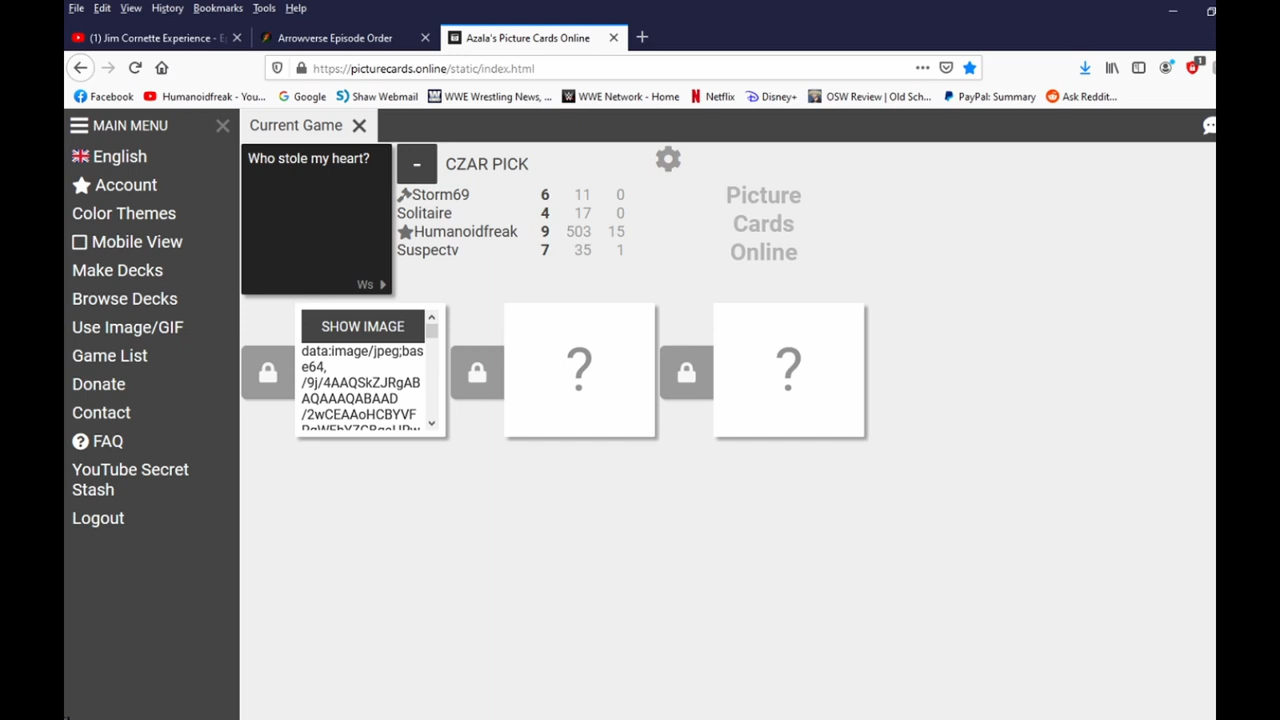 File Edit View History Bookmarks Tools Help
(1) Jim Cornette Experience - E
Arrowverse Episode Order
Azala's Picture Cards Online
https://picturecards.online/static/index.html
1
Facebook
Humanoidfreak - You...
Google
Shaw Webmail
WWE Wrestling News, ...
WWE Network - Home
Netflix
Disney+
OSW Review | Old Sch...
PayPal: Summary
Ask Reddit...
MAIN MENU
Current Game
English
Account
Color Themes
Mobile View
Make Decks
Browse Decks
Use Image/GIF
Game List
Donate
Contact
FAQ
YouTube Secret
Stash
Logout
Who stole my heart?
Ws
- CZAR PICK
Storm69 6 11 0
Solitaire 4 17 0
Humanoidfreak 9 503 15
Suspectv 7 35 1
Picture
Cards
Online
SHOW IMAGE
data:image/jpeg;bas
e64,
/9j/4AAQSkZJRgAB
AQAAAQABAAD
/2wCEAAoHCBYVF
?
?